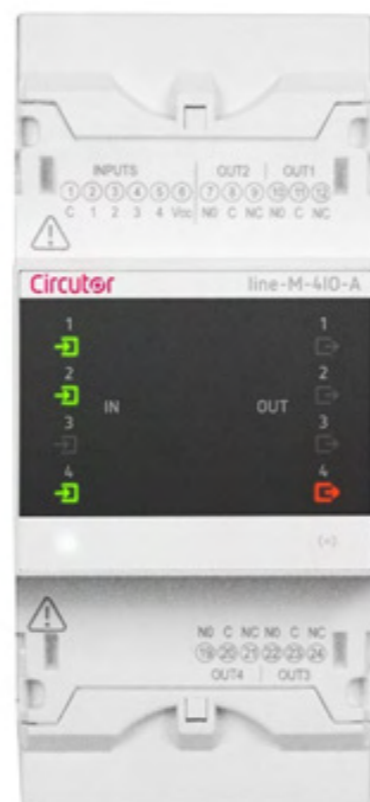 INPUTS OUT2 OUT1
1 2 3 4 5 6 7 8 9 10 11 12
C 1 2 3 4 Vcc NO C NC NO C NC
Circutor line-M-4IO-A
1 1
2 2
IN OUT
3 3
4 4
NO C NC NO C NC
19 20 21 22 23 24
OUT4 OUT3